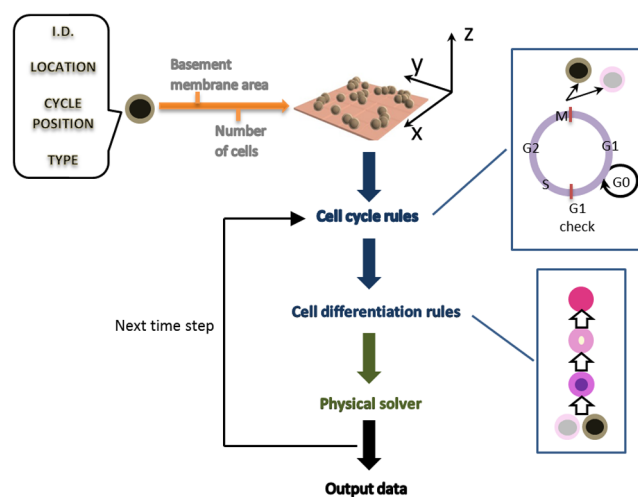 I.D.
LOCATION
CYCLE
POSITION
TYPE
Basement
membrane area
Number
of cells
z
y
x
M
G2
G1
G0
S
G1
check
Cell cycle rules
Cell differentiation rules
Next time step
Physical solver
Output data